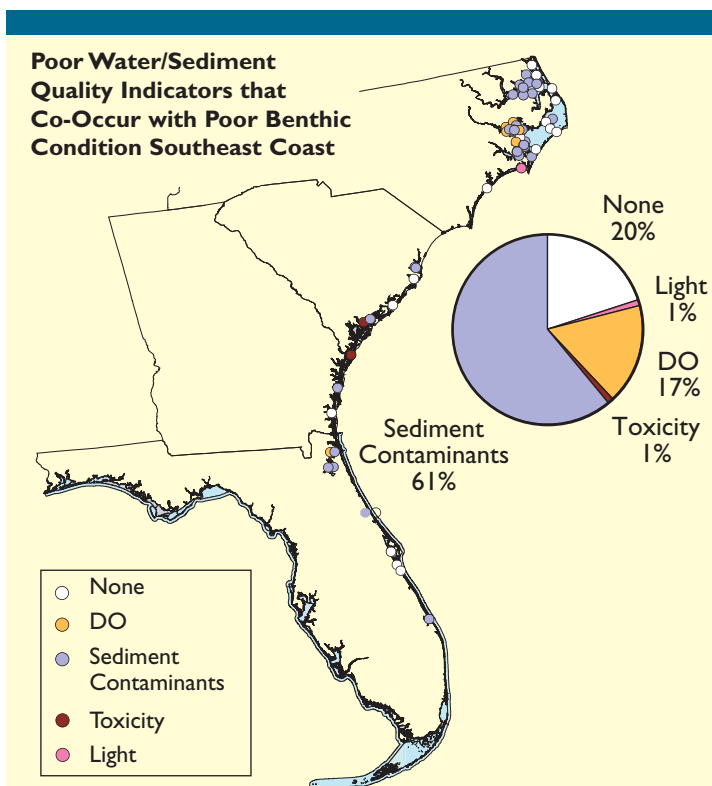 Poor Water/Sediment
Quality Indicators that
Co-Occur with Poor Benthic
Condition Southeast Coast
None
20%
Light
1%
DO
17%
Toxicity
1%
Sediment
Contaminants
61%
None
DO
Sediment
Contaminants
Toxicity
Light